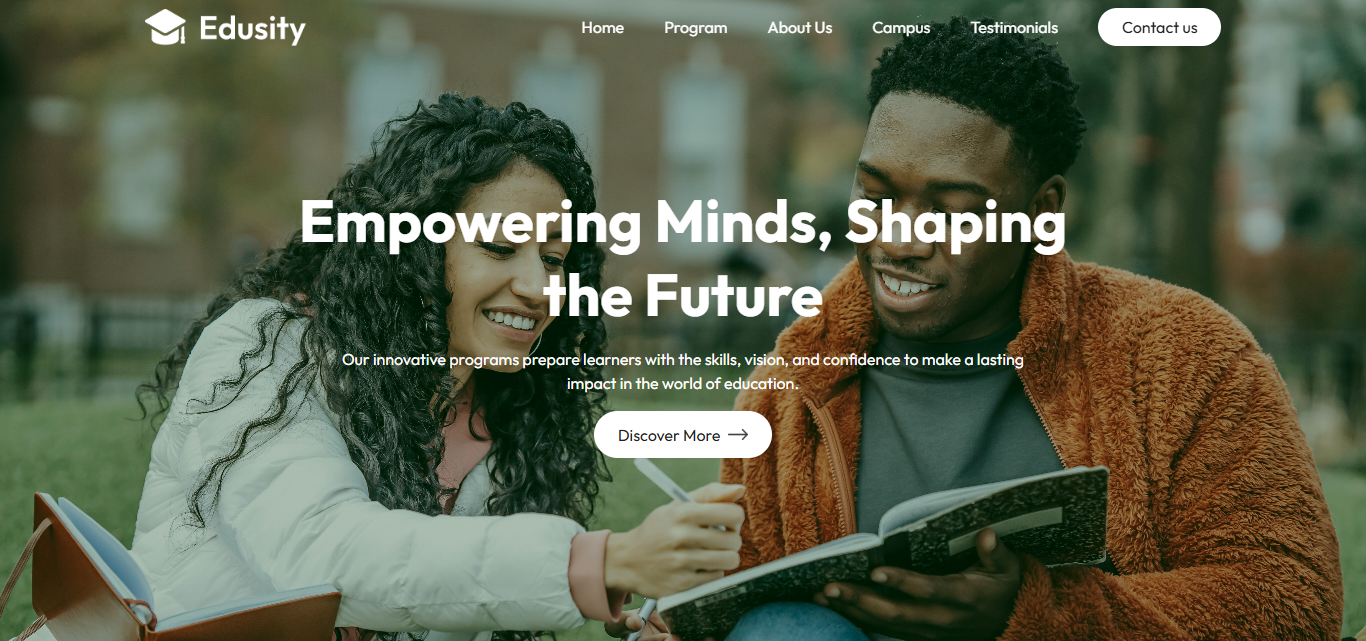 Edusity
Home Program About Us Campus Testimonials Contact us
Empowering Minds, Shaping
the Future
Our innovative programs prepare learners with the skills, vision, and confidence to make a lasting
impact in the world of education.
Discover More